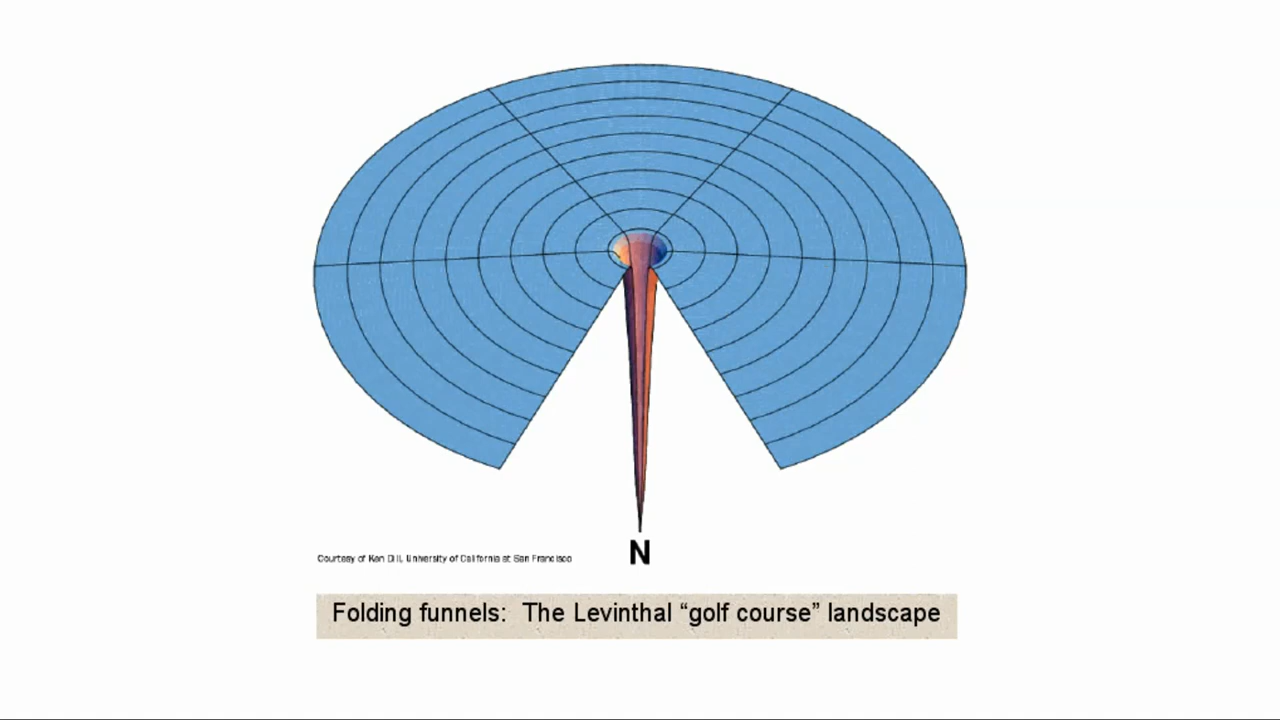 Courtesy of Ken Dill, University of California at San Francisco
N
Folding funnels: The Levinthal “golf course” landscape